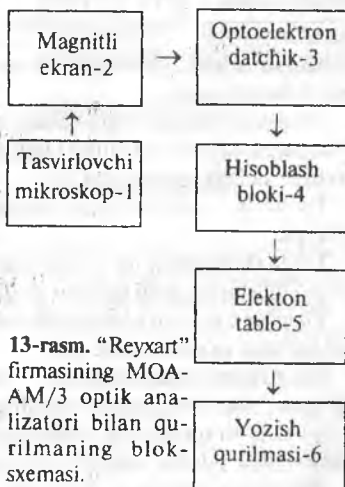 Magnitli
ekran-2
→
Optoelektron
datchik-3
↑
↓
Tasvirlovchi
mikroskop-1
Hisoblash
bloki-4
↓
Elekton
tablo-5
↓
Yozish
qurilmasi-6
13-rasm. “Reyxart”
firmasining MOA-
AM/3 optik ana-
lizatori bilan qu-
rilmaning blok-
sxemasi.